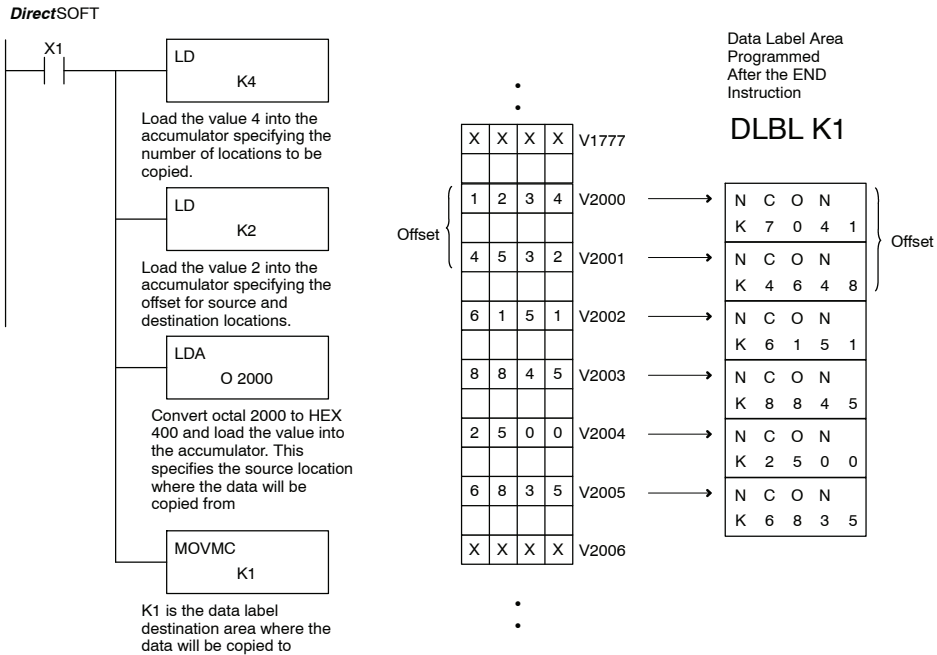 DirectSOFT
X1
LD
K4
Load the value 4 into the
accumulator specifying the
number of locations to be
copied.
LD
K2
Load the value 2 into the
accumulator specifying the
offset for source and
destination locations.
LDA
O 2000
Convert octal 2000 to HEX
400 and load the value into
the accumulator. This
specifies the source location
where the data will be
copied from
MOVMC
K1
K1 is the data label
destination area where the
data will be copied to
Offset
X X X X V1777
1 2 3 4 V2000
4 5 3 2 V2001
6 1 5 1 V2002
8 8 4 5 V2003
2 5 0 0 V2004
6 8 3 5 V2005
X X X X V2006
Data Label Area
Programmed
After the END
Instruction
DLBL K1
N C O N
K 7 0 4 1
N C O N
K 4 6 4 8
N C O N
K 6 1 5 1
N C O N
K 8 8 4 5
N C O N
K 2 5 0 0
N C O N
K 6 8 3 5
Offset